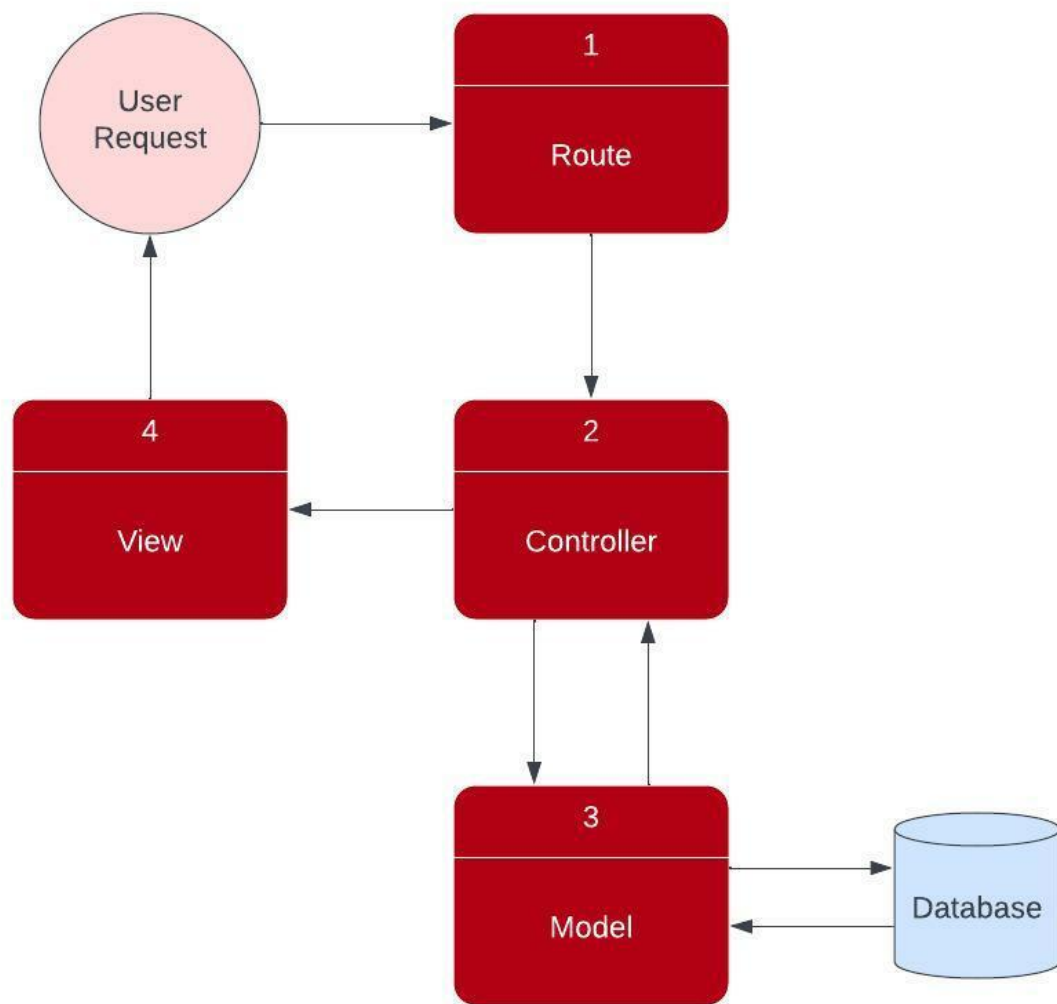 User
Request
1
Route
4
View
2
Controller
3
Model
Database